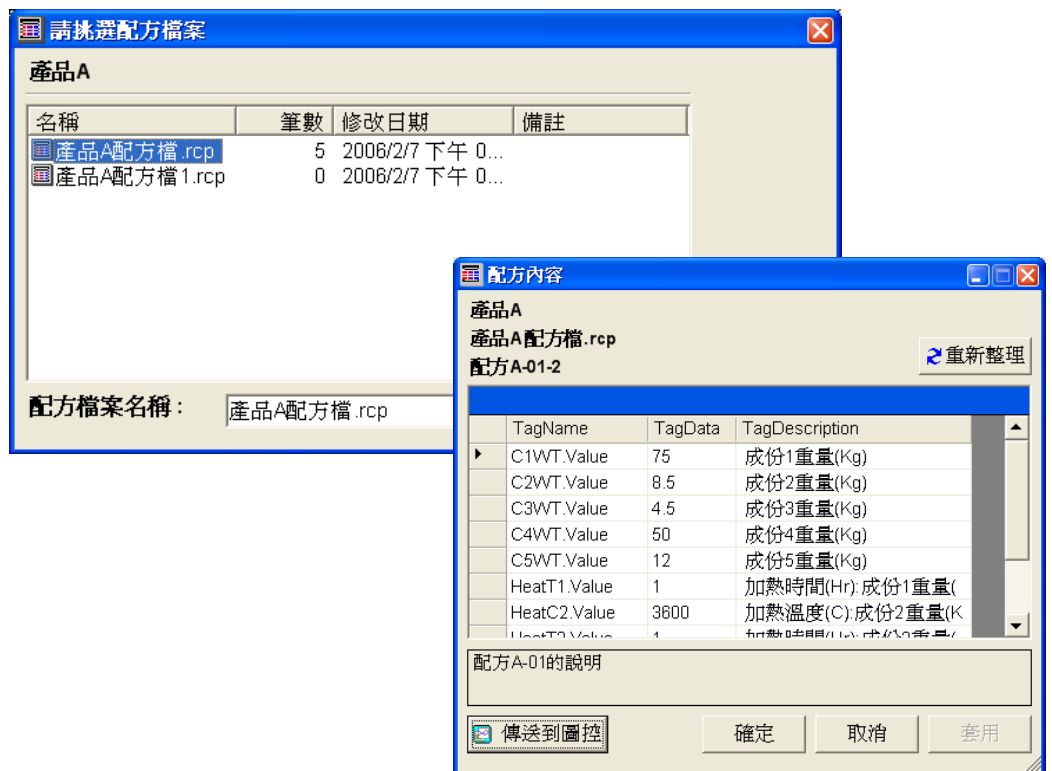 請挑選配方檔案
產品A
名稱 筆數 修改日期 備註
產品A配方檔.rcp 5 2006/2/7 下午 0...
產品A配方檔1.rcp 0 2006/2/7 下午 0...
配方檔案名稱：
產品A配方檔.rcp
配方內容
產品A
產品A配方檔.rcp
配方A-01-2
重新整理
TagName TagData TagDescription
C1WT.Value 75 成份1重量(Kg)
C2WT.Value 8.5 成份2重量(Kg)
C3WT.Value 4.5 成份3重量(Kg)
C4WT.Value 50 成份4重量(Kg)
C5WT.Value 12 成份5重量(Kg)
HeatT1.Value 1 加熱時間(Hr):成份1重量(
HeatC2.Value 3600 加熱溫度(C):成份2重量(K
配方A-01的說明
傳送到圖控 確定 取消 套用